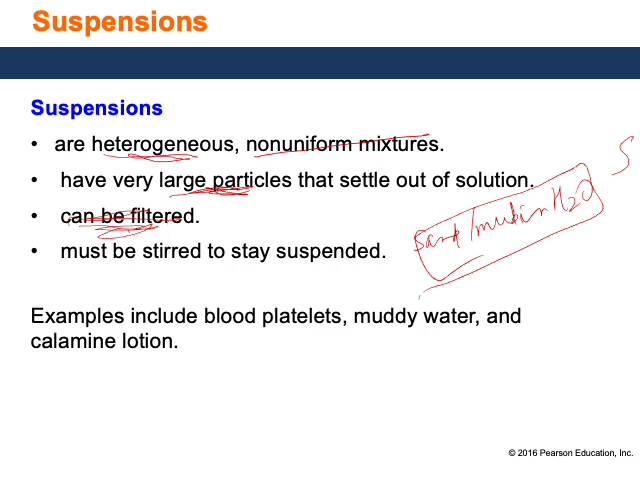 Suspensions
Suspensions
• are heterogeneous, nonuniform mixtures.
• have very large particles that settle out of solution.
• can be filtered.
• must be stirred to stay suspended.
S
in H2O
Examples include blood platelets, muddy water, and
calamine lotion.
© 2016 Pearson Education, Inc.